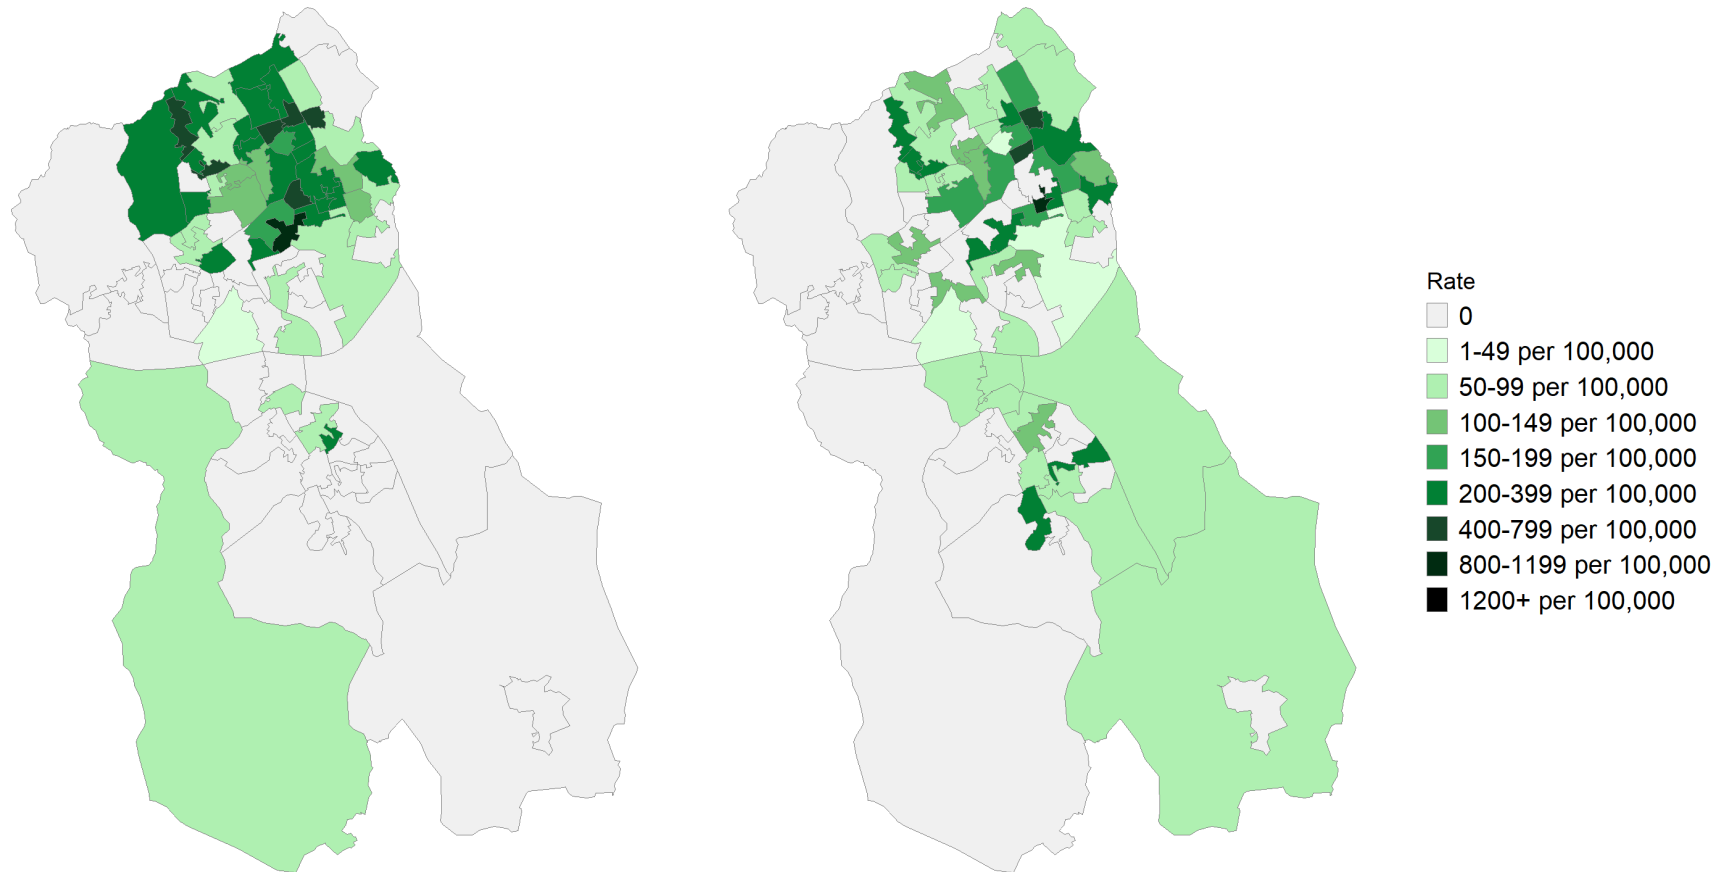 Rate
0
1-49 per 100,000
50-99 per 100,000
100-149 per 100,000
150-199 per 100,000
200-399 per 100,000
400-799 per 100,000
800-1199 per 100,000
1200+ per 100,000